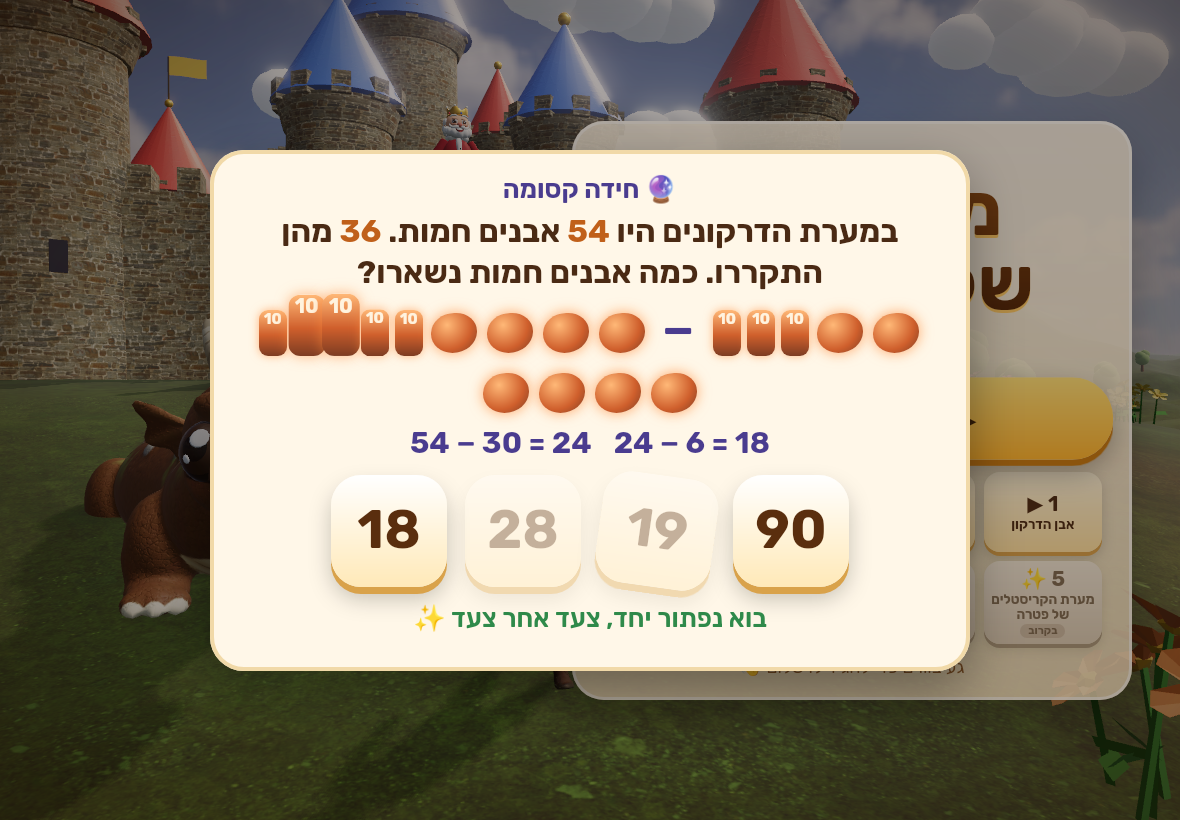 🔮 חידה קסומה
במערת הדרקונים היו 54 אבנים חמות. 36 מהן
התקררו. כמה אבנים חמות נשארו?
10 10 10 10 10 − 10 10 10
54 − 30 = 24 24 − 6 = 18
18 28 19 90
בוא נפתור יחד, צעד אחר צעד ✨
▶ 1
אבן הדרקון
5 ✨
מערת הקריסטלים
של פטרה
בקרוב